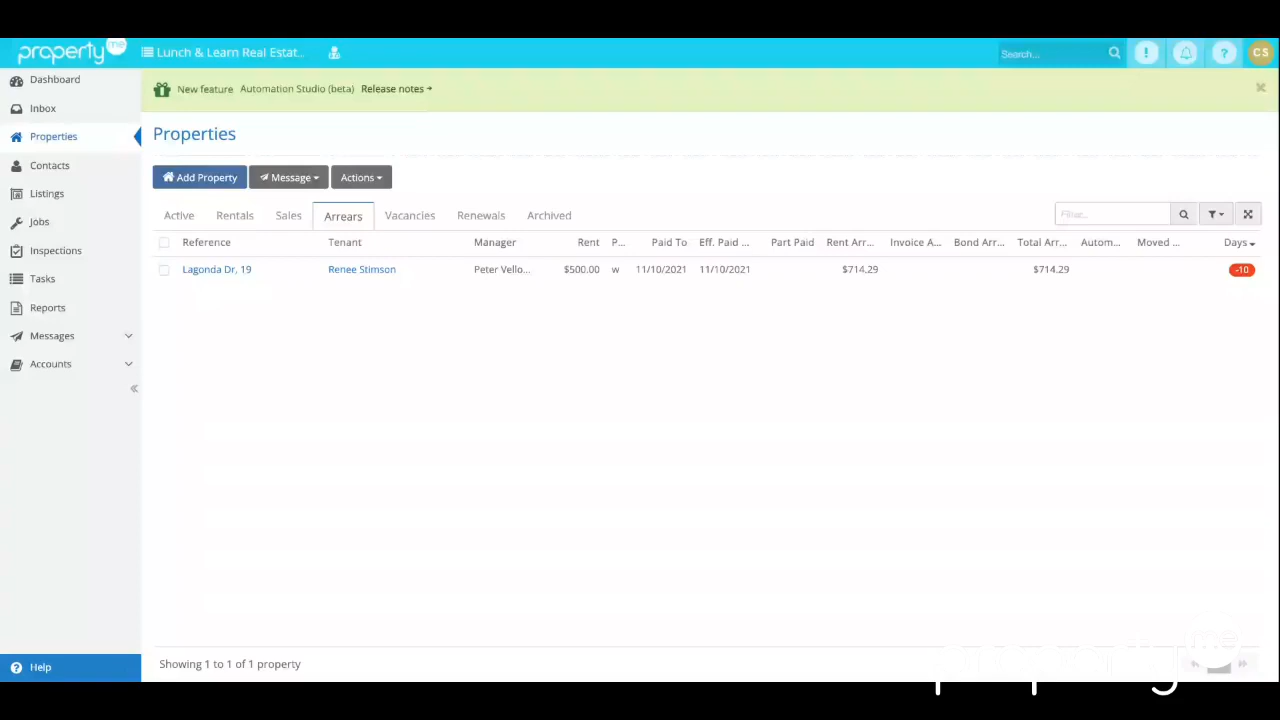 property me
Lunch & Learn Real Estat...
Search...
!
?
CS
Dashboard
Inbox
Properties
Contacts
Listings
Jobs
Inspections
Tasks
Reports
Messages
Accounts
Help
New feature Automation Studio (beta) Release notes
Properties
Add Property Message Actions
Active Rentals Sales Arrears Vacancies Renewals Archived
Filter...
Reference Tenant Manager Rent P... Paid To Eff. Paid ... Part Paid Rent Arr... Invoice A... Bond Arr... Total Arr... Autom... Moved ... Days
Lagonda Dr, 19 Renee Stimson Peter Vello... $500.00 w 11/10/2021 11/10/2021 $714.29 $714.29 -10
Showing 1 to 1 of 1 property
property me